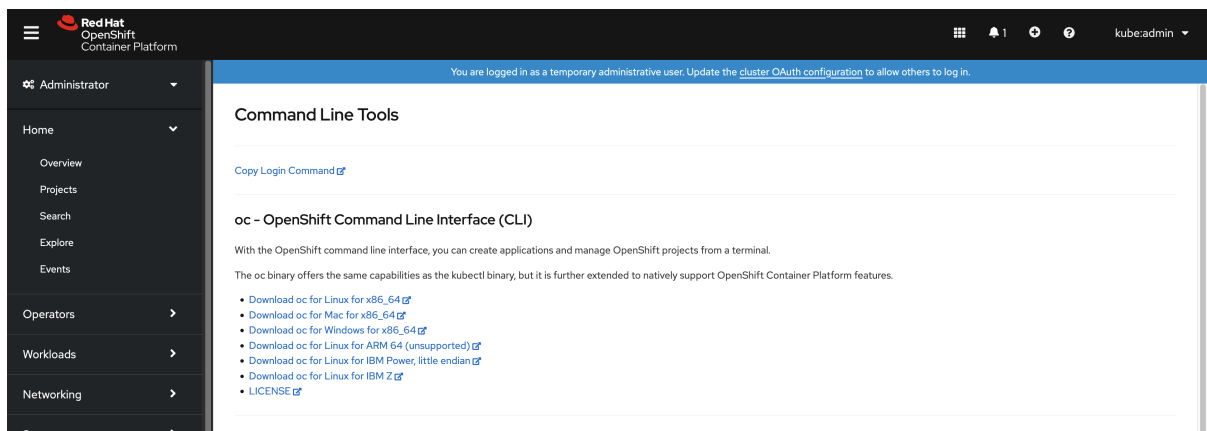 Red Hat
OpenShift
Container Platform
1
kube:admin
Administrator
You are logged in as a temporary administrative user. Update the cluster OAuth configuration to allow others to log in.
Home
Overview
Projects
Search
Explore
Events
Operators
Workloads
Networking
Command Line Tools
Copy Login Command
oc - OpenShift Command Line Interface (CLI)
With the OpenShift command line interface, you can create applications and manage OpenShift projects from a terminal.
The oc binary offers the same capabilities as the kubectl binary, but it is further extended to natively support OpenShift Container Platform features.
• Download oc for Linux for x86_64
• Download oc for Mac for x86_64
• Download oc for Windows for x86_64
• Download oc for Linux for ARM 64 (unsupported)
• Download oc for Linux for IBM Power, little endian
• Download oc for Linux for IBM Z
• LICENSE